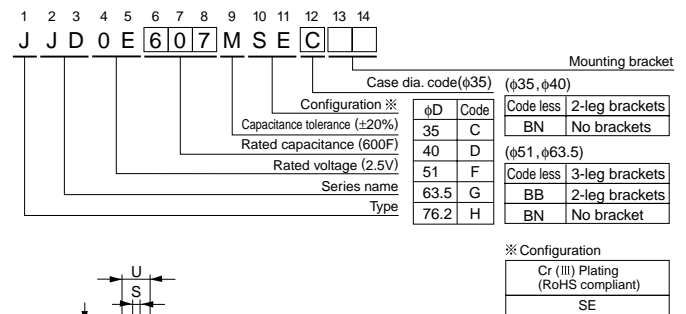 1 2 3 4 5 6 7 8 9 10 11 12 13 14
J J D 0 E 6 0 7 M S E C
Mounting bracket
Case dia. code(ϕ35)
Configuration ※
Capacitance tolerance (±20%)
Rated capacitance (600F)
Rated voltage (2.5V)
Series name
Type
ϕD Code
35 C
40 D
51 F
63.5 G
76.2 H
(ϕ35,ϕ40)
Code less 2-leg brackets
BN No brackets
(ϕ51,ϕ63.5)
Code less 3-leg brackets
BB 2-leg brackets
BN No bracket
※Configuration
Cr (Ⅲ) Plating
(RoHS compliant)
SE
U
S